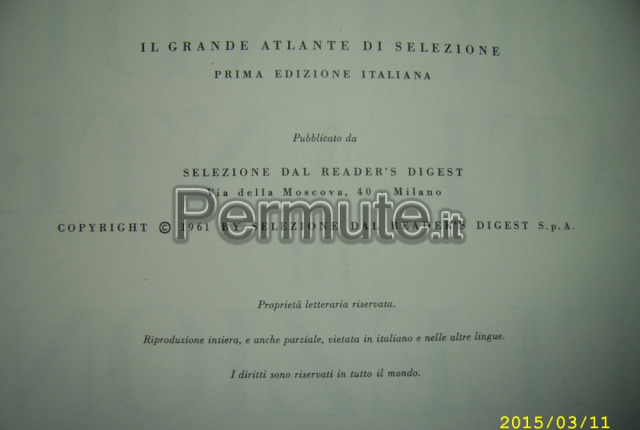 IL GRANDE ATLANTE DI SELEZIONE
PRIMA EDIZIONE ITALIANA
Pubblicato da
SELEZIONE DAL READER'S DIGEST
Via della Moscova, 40 - Milano
Permute.it
COPYRIGHT © 1961 BY SELEZIONE DAL READER'S DIGEST S.p.A.
Proprietà letteraria riservata.
Riproduzione intiera, e anche parziale, vietata in italiano e nelle altre lingue.
I diritti sono riservati in tutto il mondo.
2015/03/11